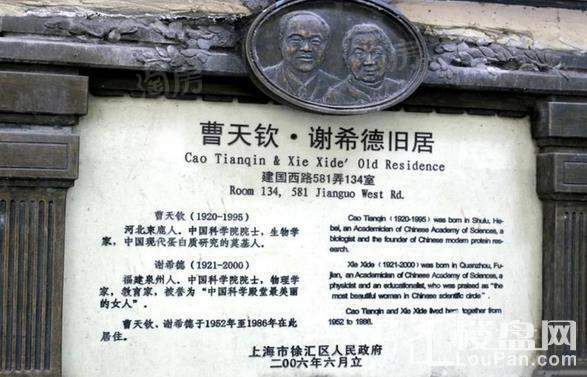 淘房
曹天钦·谢希德旧居
Cao Tianqin & Xie Xide' Old Residence
建国西路581弄134室
Room 134, 581 Jianguo West Rd.
曹天钦(1920-1995)
河北束鹿人。中国科学院院士,生物学
家,中国现代蛋白质研究的奠基人。
谢希德(1921-2000)
福建泉州人。中国科学院院士,物理学
家,教育家,被誉为“中国科学殿堂最美丽
的女人”.
曹天钦、谢希德于1952年至1986年在此
居住。
Cao Tianqin (1920-1995) was born in Shulu, He-
bei, an Academician of Chinese Academy of Sciences, a
biologist and the founder of Chinese modern protein res-
earch.
Xie Xide (1921-2000) was born in Quanzhou, Fu-
jian, an Academician of Chinese Academy of Sciences, a
physidist and an educationalist, who was praised as “the
most beautiful woman in Chinese scientific circle”.
Cao Tianqin and Xie Xide lived here together from
1952 to 1986.
上海市徐汇区人民政府
二00六年六月立
楼盘网
LouPan.com